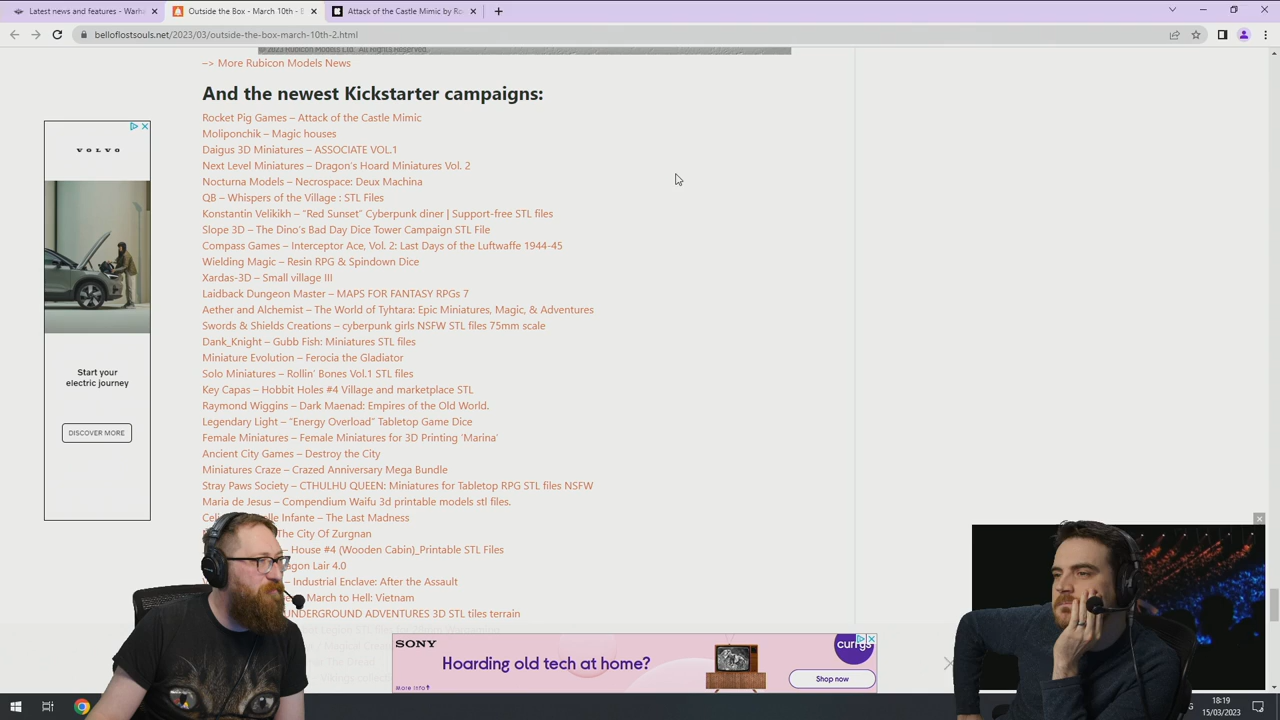 Latest news and features - Warha
Outside the Box - March 10th - B
Attack of the Castle Mimic by Ro
belloflostsouls.net/2023/03/outside-the-box-march-10th-2.html
© 2023 Rubicon Models Ltd. All Rights Reserved.
–> More Rubicon Models News
And the newest Kickstarter campaigns:
Rocket Pig Games – Attack of the Castle Mimic
Moliponchik – Magic houses
Daigus 3D Miniatures – ASSOCIATE VOL.1
Next Level Miniatures – Dragon's Hoard Miniatures Vol. 2
Nocturna Models – Necrospace: Deux Machina
QB – Whispers of the Village : STL Files
Konstantin Velikikh – "Red Sunset" Cyberpunk diner | Support-free STL files
Slope 3D – The Dino's Bad Day Dice Tower Campaign STL File
Compass Games – Interceptor Ace, Vol. 2: Last Days of the Luftwaffe 1944-45
Wielding Magic – Resin RPG & Spindown Dice
Xardas-3D – Small village III
Laidback Dungeon Master – MAPS FOR FANTASY RPGs 7
Aether and Alchemist – The World of Tyhtara: Epic Miniatures, Magic, & Adventures
Swords & Shields Creations – cyberpunk girls NSFW STL files 75mm scale
Dank_Knight – Gubb Fish: Miniatures STL files
Miniature Evolution – Ferocia the Gladiator
Solo Miniatures – Rollin' Bones Vol.1 STL files
Key Capas – Hobbit Holes #4 Village and marketplace STL
Raymond Wiggins – Dark Maenad: Empires of the Old World.
Legendary Light – "Energy Overload" Tabletop Game Dice
Female Miniatures – Female Miniatures for 3D Printing 'Marina'
Ancient City Games – Destroy the City
Miniatures Craze – Crazed Anniversary Mega Bundle
Stray Paws Society – CTHULHU QUEEN: Miniatures for Tabletop RPG STL files NSFW
Maria de Jesus – Compendium Waifu 3d printable models stl files.
Infante – The Last Madness
The City Of Zurgnan
– House #4 (Wooden Cabin)_Printable STL Files
Lair 4.0
– Industrial Enclave: After the Assault
March to Hell: Vietnam
UNDERGROUND ADVENTURES 3D STL tiles terrain
VOLVO
Start your
electric journey
DISCOVER MORE
SONY
Hoarding old tech at home?
More info
currys
Shop now
18:19
15/03/2023